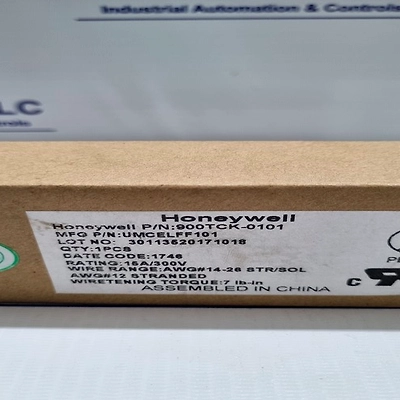 Industrial Automation & Controls
LC
Honeywell
Honeywell P/N:900TCK-0101
MFG P/N:UMCELFF101
LOT NO: 30113520171018
QTY:1PCS
DATE CODE:1746
RATING:15A/300V
WIRE RANGE:AWG#14-26 STR/SOL
AWG#12 STRANDED
WIRETENING TORQUE:7 lb-in
ASSEMBLED IN CHINA